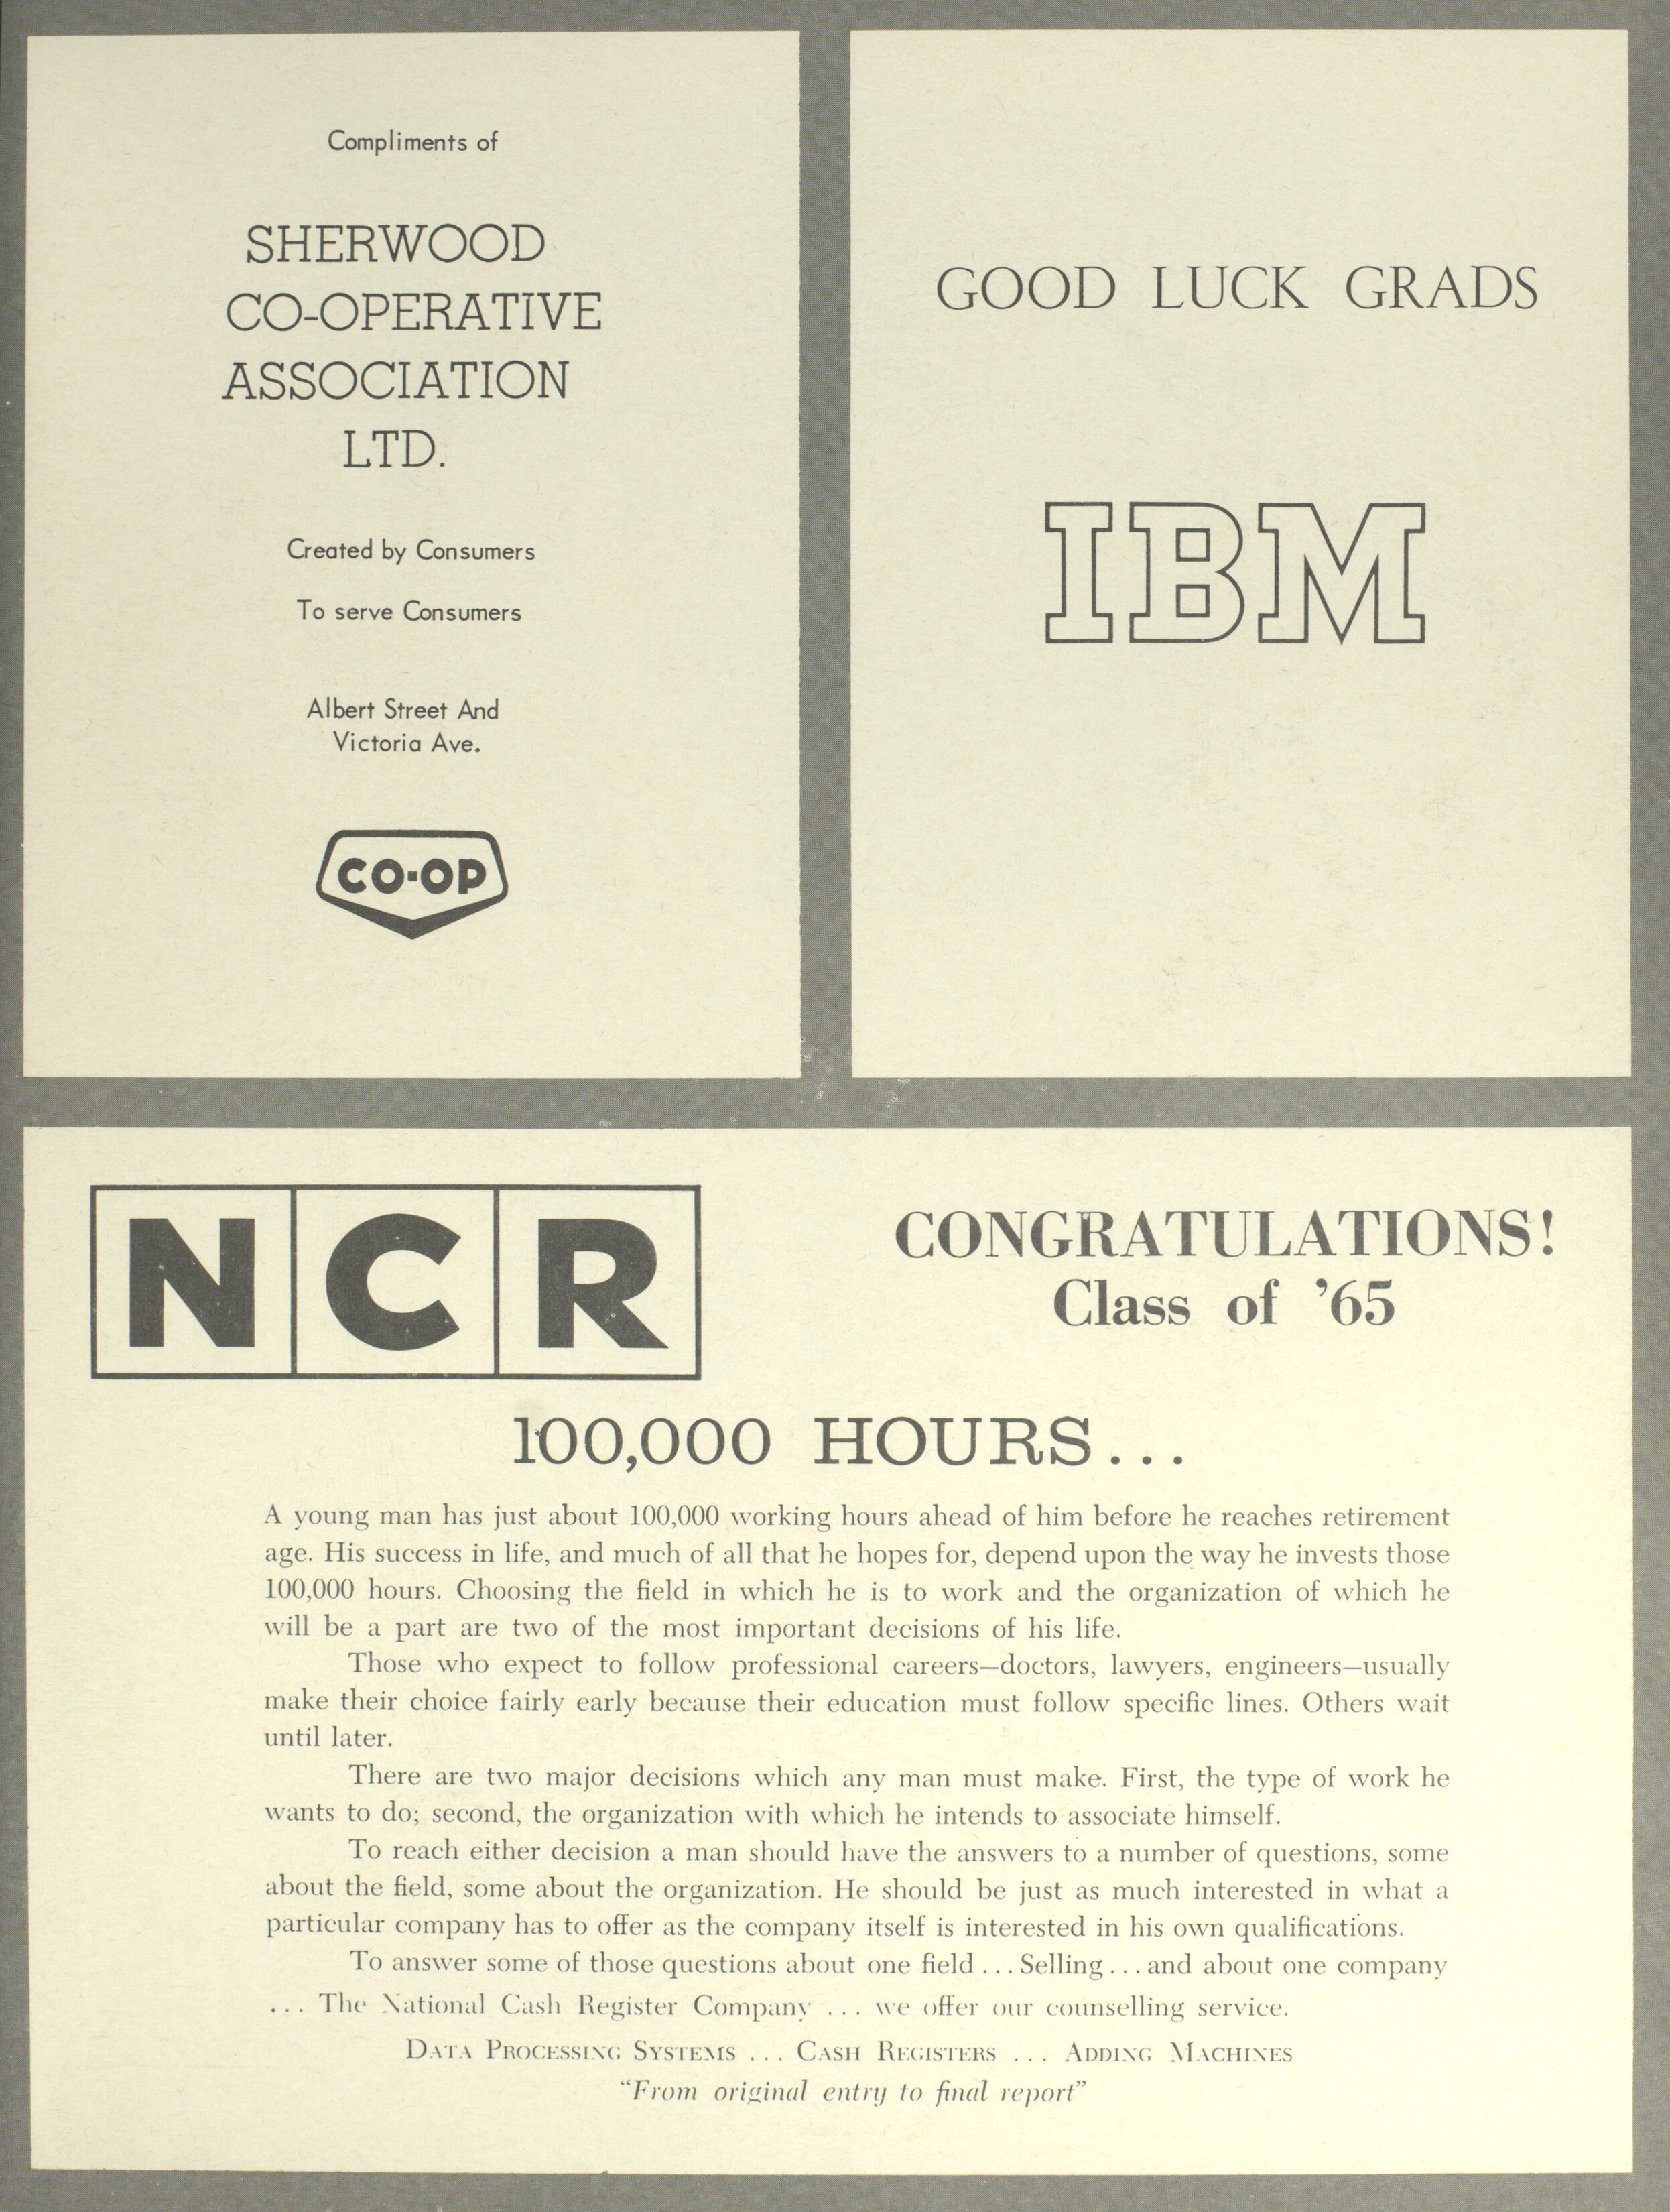 Compliments of
SHERWOOD
CO-OPERATIVE
ASSOCIATION
LTD.
Created by Consumers
To serve Consumers
Albert Street And
Victoria Ave.
CO-OP
GOOD LUCK GRADS
IBM
NCR
CONGRATULATIONS!
Class of ’65
100,000 HOURS...
A young man has just about 100,000 working hours ahead of him before he reaches retirement
age. His success in life, and much of all that he hopes for, depend upon the way he invests those
100,000 hours. Choosing the field in which he is to work and the organization of which he
will be a part are two of the most important decisions of his life.
Those who expect to follow professional careers—doctors, lawyers, engineers—usually
make their choice fairly early because their education must follow specific lines. Others wait
until later.
There are two major decisions which any man must make. First, the type of work he
wants to do; second, the organization with which he intends to associate himself.
To reach either decision a man should have the answers to a number of questions, some
about the field, some about the organization. He should be just as much interested in what a
particular company has to offer as the company itself is interested in his own qualifications.
To answer some of those questions about one field ... Selling ... and about one company
... The National Cash Register Company ... we offer our counselling service.
DATA PROCESSING SYSTEMS ... CASH REGISTERS ... ADDING MACHINES
“From original entry to final report”